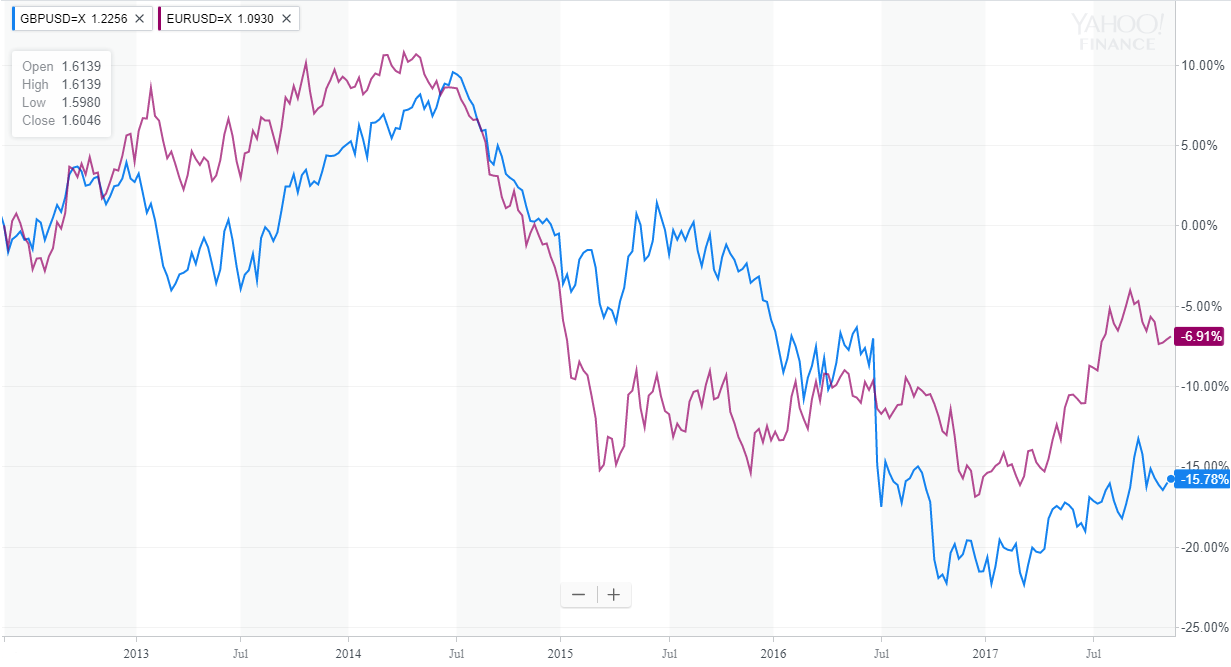 GBPUSD=X 1.2256 ✕ EURUSD=X 1.0930 ✕
YAHOO!
FINANCE
Open 1.6139
High 1.6139
Low 1.5980
Close 1.6046
10.00%
5.00%
0.00%
-5.00%
-6.91%
-10.00%
-15.00%
-15.78%
-20.00%
-25.00%
2013 Jul 2014 Jul 2015 Jul 2016 Jul 2017 Jul